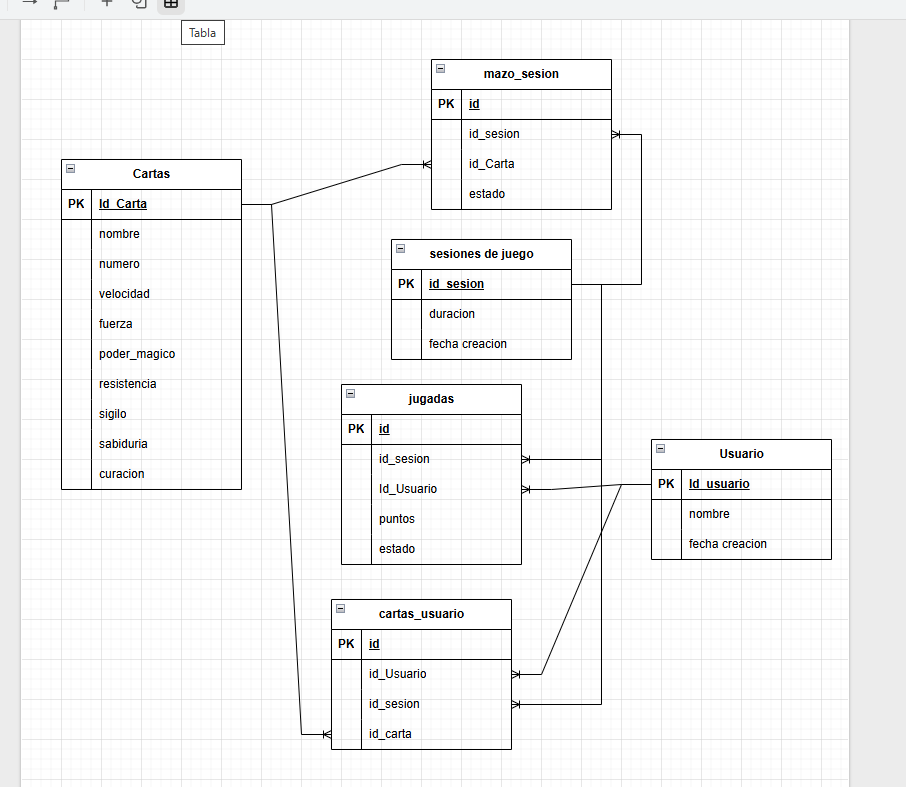 Tabla
mazo_sesion
PK id
id_sesion
id_Carta
estado
Cartas
PK Id_Carta
nombre
numero
velocidad
fuerza
poder_magico
resistencia
sigilo
sabiduria
curacion
sesiones de juego
PK id_sesion
duracion
fecha creacion
jugadas
PK id
id_sesion
Id_Usuario
puntos
estado
Usuario
PK Id_usuario
nombre
fecha creacion
cartas_usuario
PK id
id_Usuario
id_sesion
id_carta